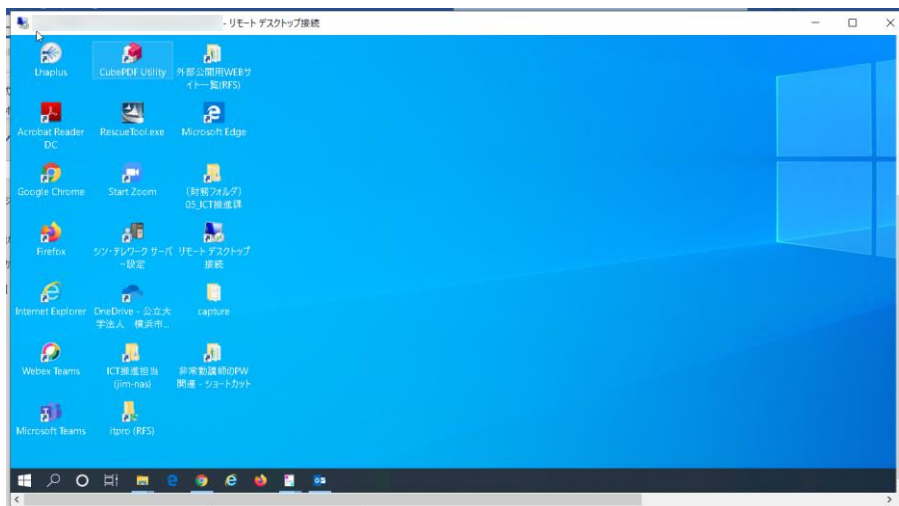 - リモート デスクトップ接続
Lhaplus
CubePDF Utility
外部公開用WEBサ
イト一覧(RFS)
Acrobat Reader
DC
RescueTool.exe
Microsoft Edge
Google Chrome
Start Zoom
(財務フォルダ)
05_ICT推進課
Firefox
シン・テレワーク サーバ
ー設定
リモート デスクトップ
接続
Internet Explorer
OneDrive - 公立大
学法人 横浜市...
capture
Webex Teams
ICT推進担当
(jim-nas)
非常勤講師のPW
関連 - ショートカット
Microsoft Teams
itpro (RFS)